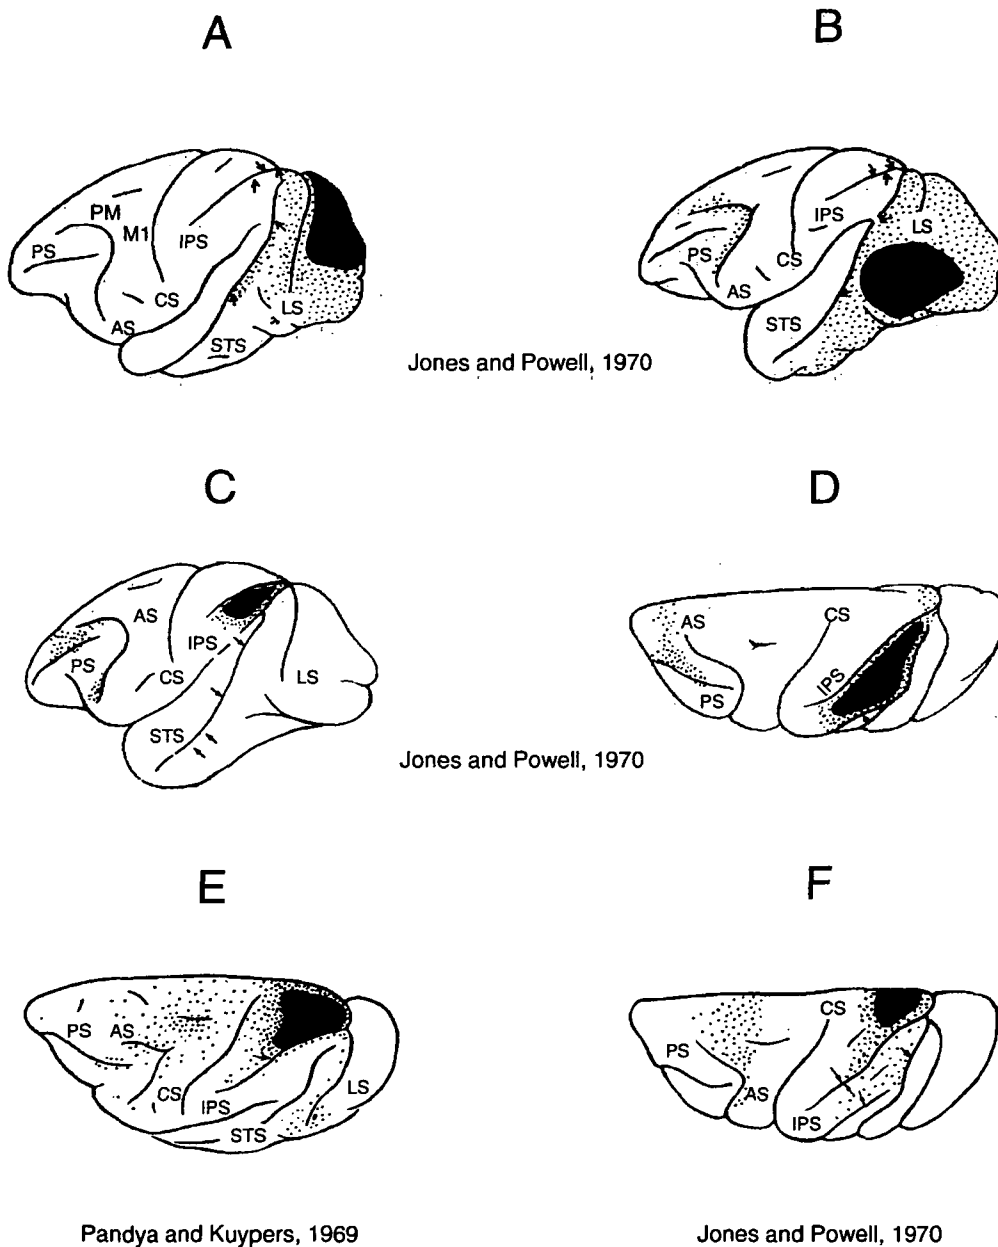 A
B
PM
M1
PS
IPS
CS
AS
LS
STS
IPS
LS
PS
CS
AS
STS
Jones and Powell, 1970
C
D
AS
PS
IPS
CS
LS
STS
AS
CS
IPS
PS
Jones and Powell, 1970
E
F
PS
AS
CS
IPS
LS
STS
CS
PS
AS
IPS
Pandya and Kuypers, 1969
Jones and Powell, 1970